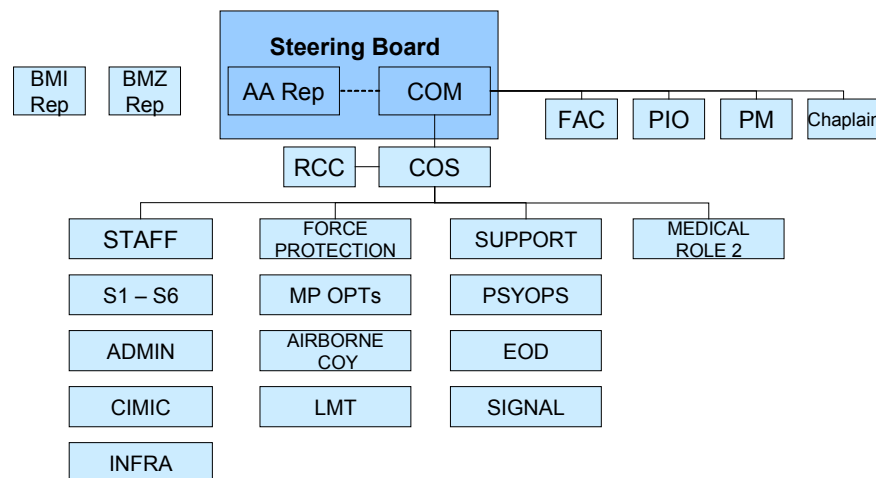 Steering Board
BMI
Rep
BMZ
Rep
AA Rep
COM
FAC
PIO
PM
Chaplain
RCC
COS
STAFF
FORCE
PROTECTION
SUPPORT
MEDICAL
ROLE 2
S1 – S6
MP OPTs
PSYOPS
ADMIN
AIRBORNE
COY
EOD
CIMIC
LMT
SIGNAL
INFRA